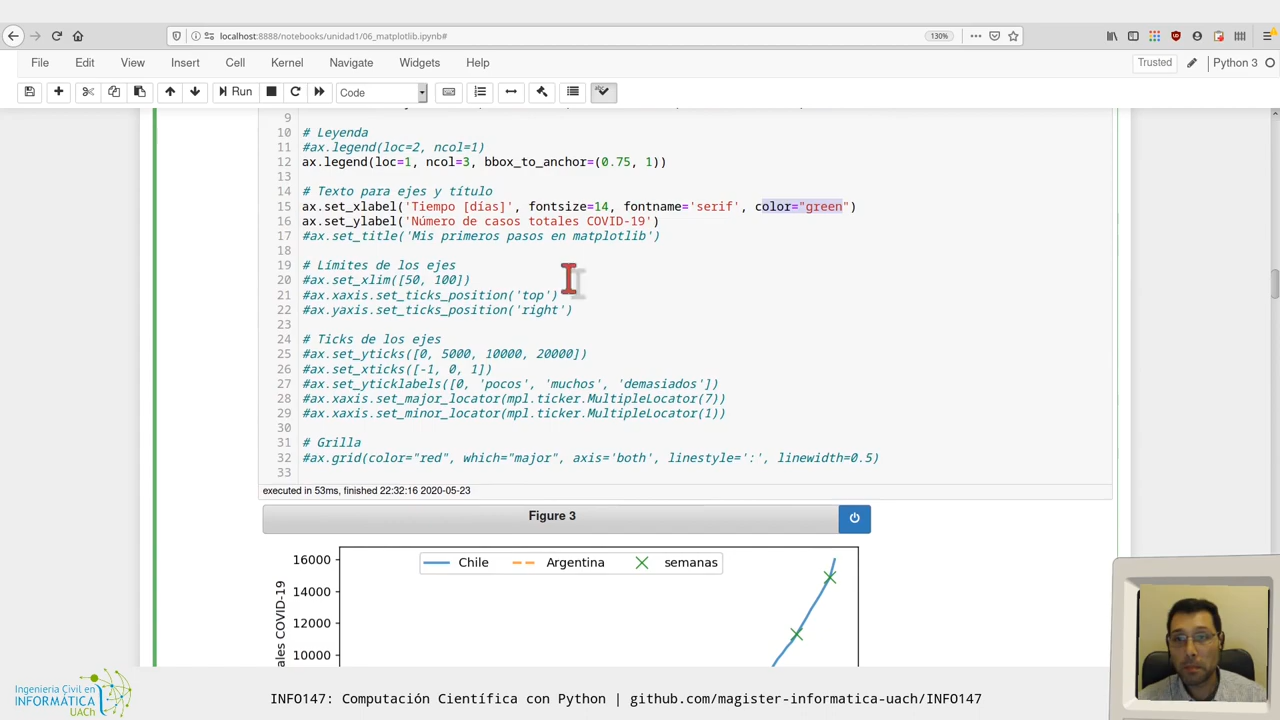 localhost:8888/notebooks/unidad1/06_matplotlib.ipynb#
130%
File Edit View Insert Cell Kernel Navigate Widgets Help
Trusted
Python 3
Run
Code
9
10 # Leyenda
11 #ax.legend(loc=2, ncol=1)
12 ax.legend(loc=1, ncol=3, bbox_to_anchor=(0.75, 1))
13
14 # Texto para ejes y título
15 ax.set_xlabel('Tiempo [días]', fontsize=14, fontname='serif', color="green")
16 ax.set_ylabel('Número de casos totales COVID-19')
17 #ax.set_title('Mis primeros pasos en matplotlib')
18
19 # Límites de los ejes
20 #ax.set_xlim([50, 100])
21 #ax.xaxis.set_ticks_position('top')
22 #ax.yaxis.set_ticks_position('right')
23
24 # Ticks de los ejes
25 #ax.set_yticks([0, 5000, 10000, 20000])
26 #ax.set_xticks([-1, 0, 1])
27 #ax.set_yticklabels([0, 'pocos', 'muchos', 'demasiados'])
28 #ax.xaxis.set_major_locator(mpl.ticker.MultipleLocator(7))
29 #ax.xaxis.set_minor_locator(mpl.ticker.MultipleLocator(1))
30
31 # Grilla
32 #ax.grid(color="red", which="major", axis='both', linestyle=':', linewidth=0.5)
33
executed in 53ms, finished 22:32:16 2020-05-23
Figure 3
16000
Chile Argentina semanas
14000
12000
10000
COVID-19
Ingeniería Civil en
INFORMÁTICA
UACh
INFO147: Computación Científica con Python | github.com/magister-informatica-uach/INFO147